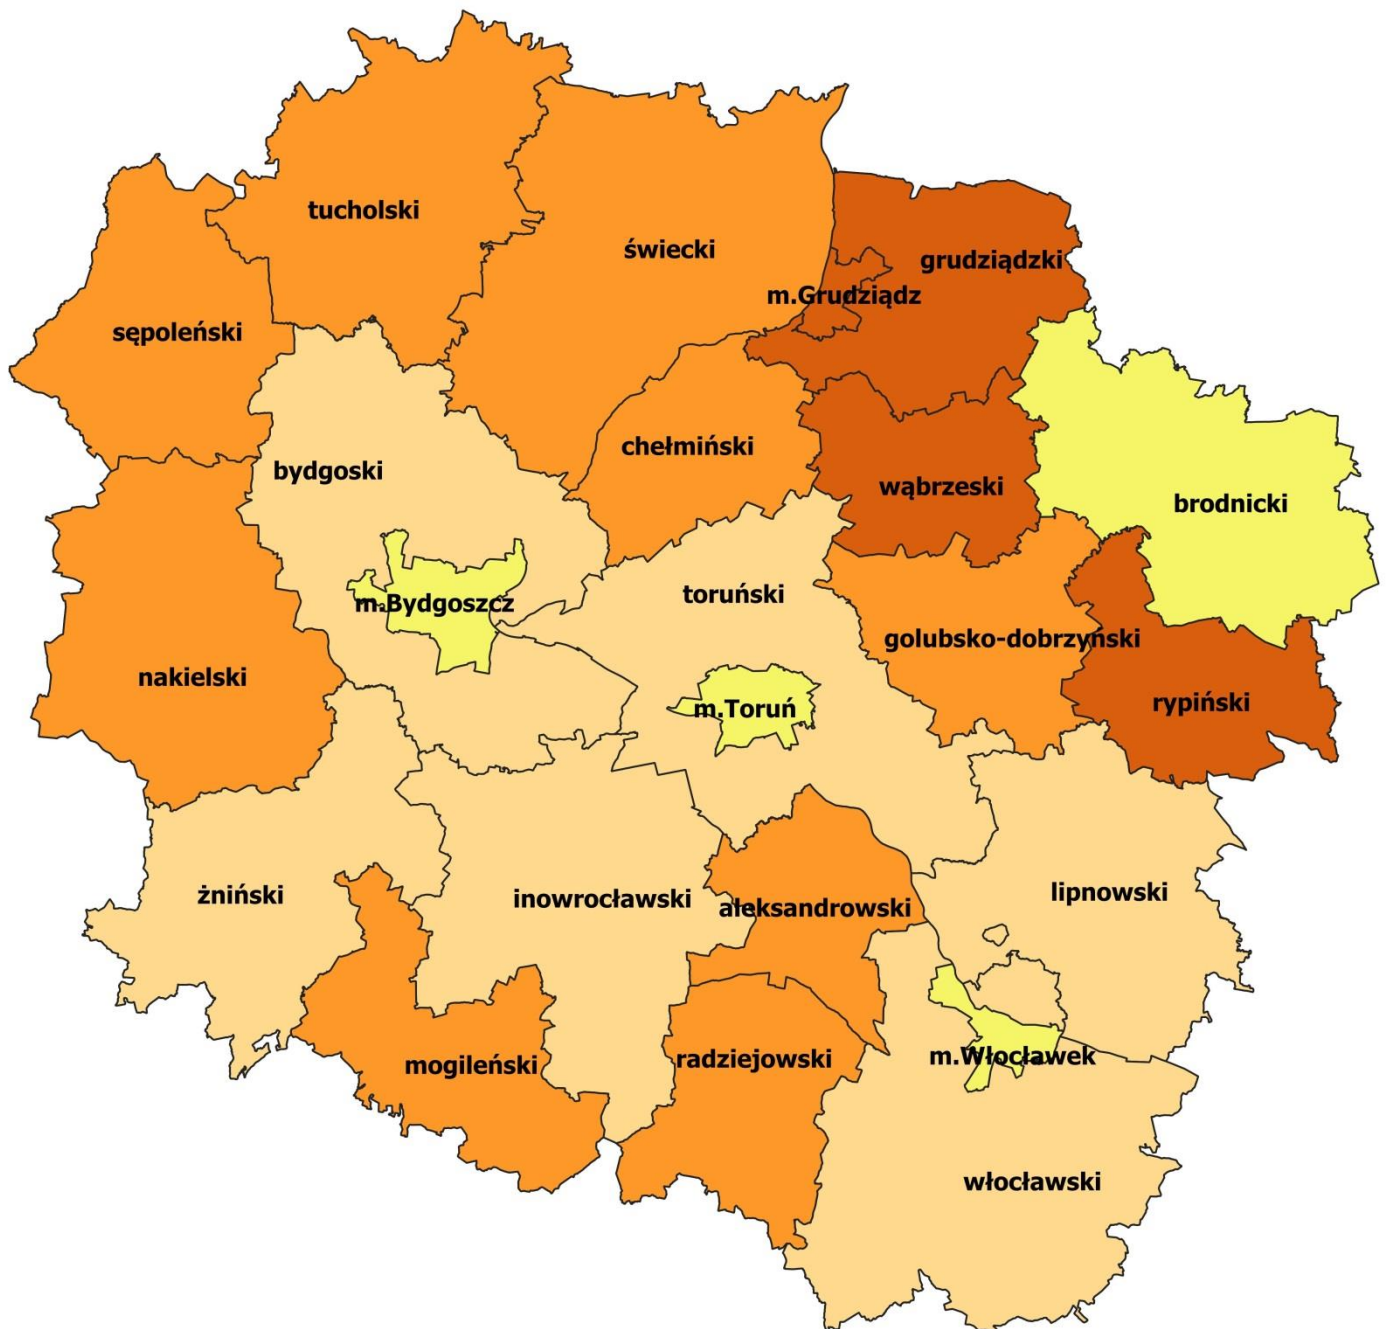 tucholski
świecki
grudziądzki
m.Grudziądz
sępoleński
chełmiński
bydgoski
wąbrzeski
brodnicki
toruński
m.Bydgoszcz
golubsko-dobrzyński
nakielski
rypiński
m.Toruń
żniński
inowrocławski
aleksandrowski
lipnowski
mogileński
radziejowski
m.Włocławek
włocławski